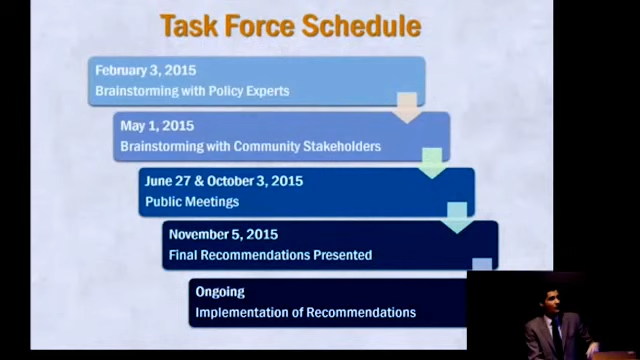 Task Force Schedule
February 3, 2015
Brainstorming with Policy Experts
May 1, 2015
Brainstorming with Community Stakeholders
June 27 & October 3, 2015
Public Meetings
November 5, 2015
Final Recommendations Presented
Ongoing
Implementation of Recommendations